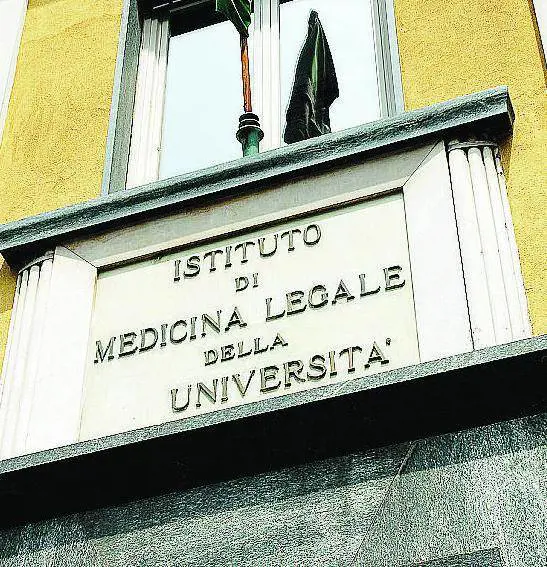 ISTITUTO
DI
MEDICINA LEGALE
DELLA
UNIVERSITA'